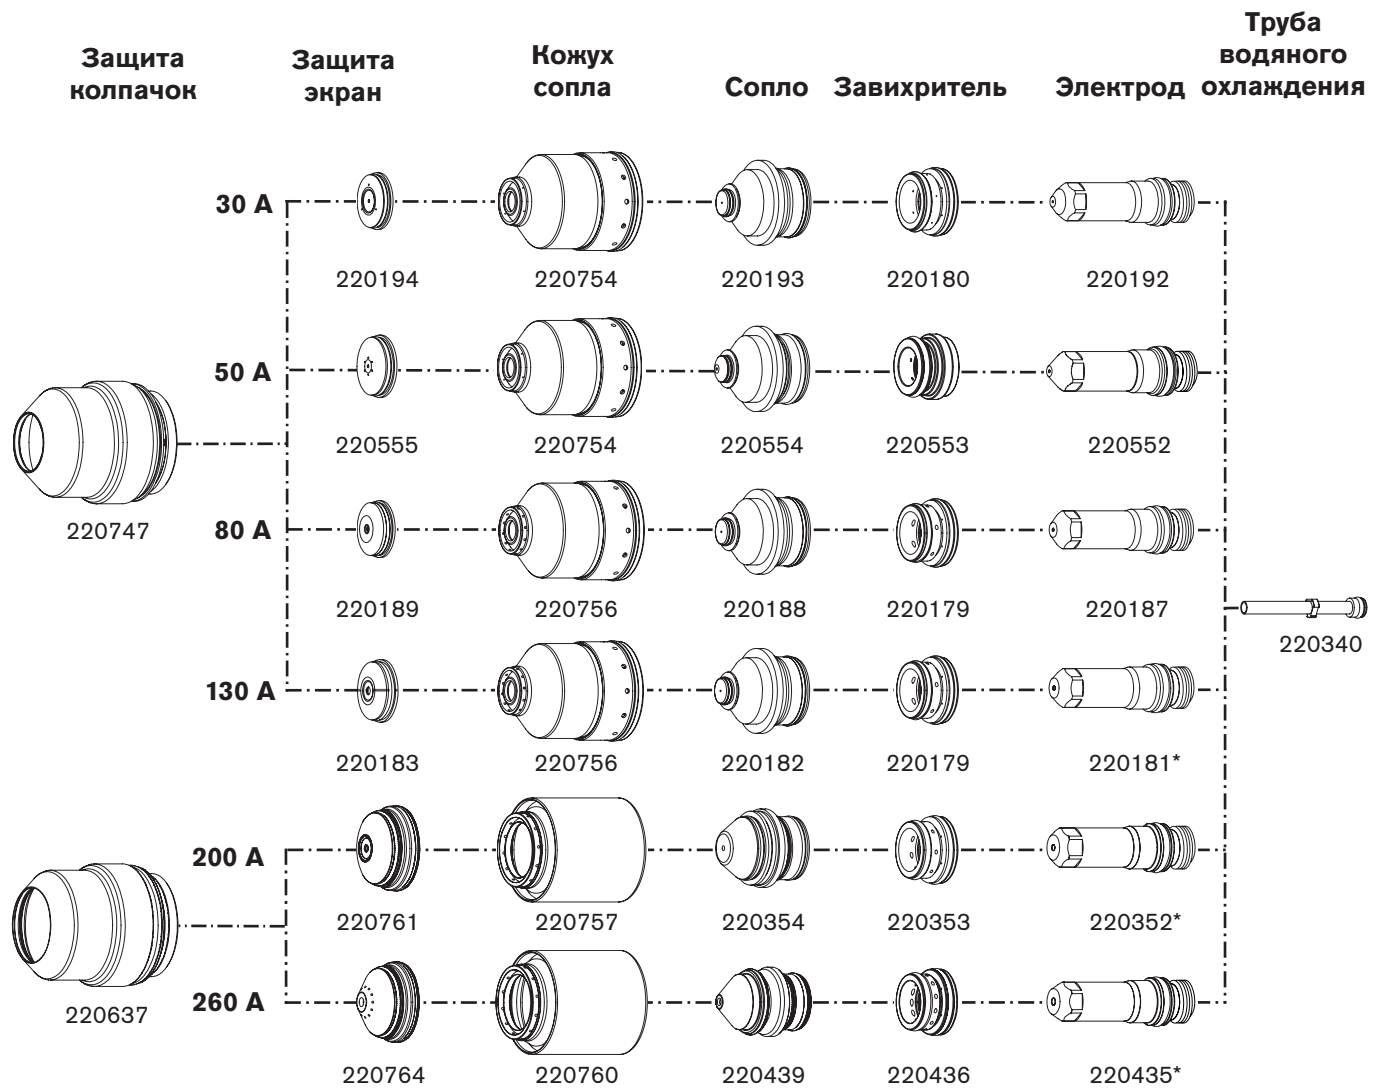 Защита
колпачок
Защита
экран
Кожух
сопла
Сопло
Завихритель
Электрод
Труба
водяного
охлаждения
30 A
220194
220754
220193
220180
220192
50 A
220555
220754
220554
220553
220552
220747
80 A
220189
220756
220188
220179
220187
220340
130 A
220183
220756
220182
220179
220181*
200 A
220761
220757
220354
220353
220352*
220637
260 A
220764
220760
220439
220436
220435*